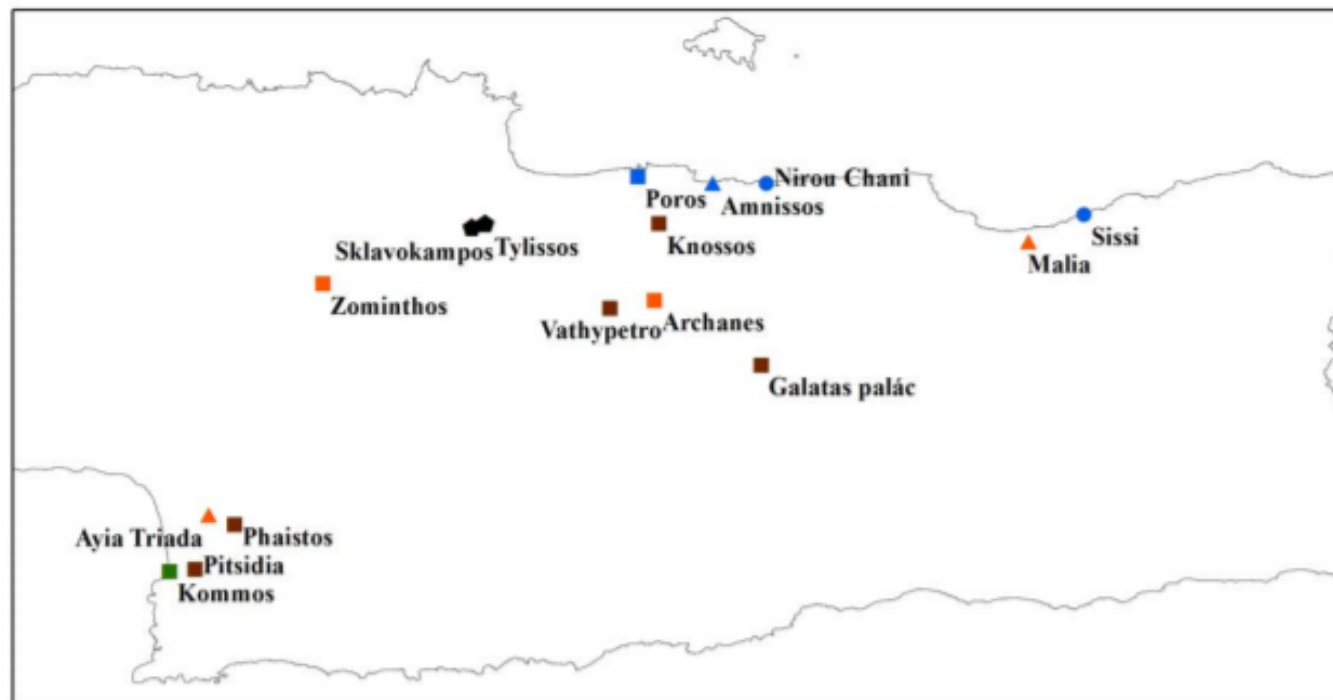 Nirou Chani
Poros
Amnissos
Sissi
Knossos
Sklavokampos
Tylissos
Malia
Zominthos
Archanes
Vathypetro
Galatas palác
Ayia Triada
Phaistos
Pitsidia
Kommos